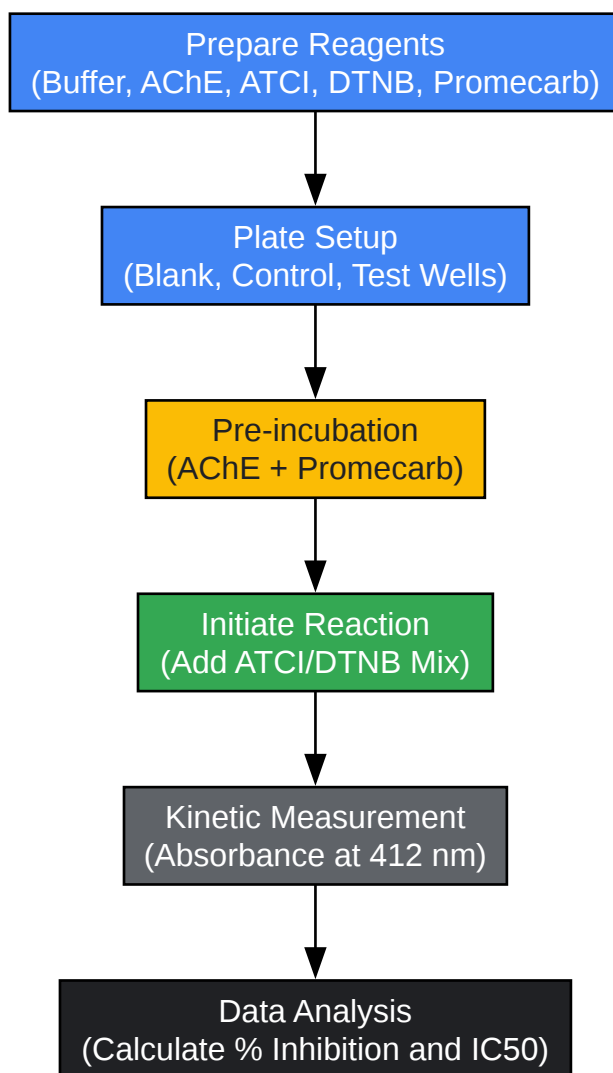 Prepare Reagents
(Buffer, AChE, ATCI, DTNB, Promecarb)
Plate Setup
(Blank, Control, Test Wells)
Pre-incubation
(AChE + Promecarb)
Initiate Reaction
(Add ATCI/DTNB Mix)
Kinetic Measurement
(Absorbance at 412 nm)
Data Analysis
(Calculate % Inhibition and IC50)